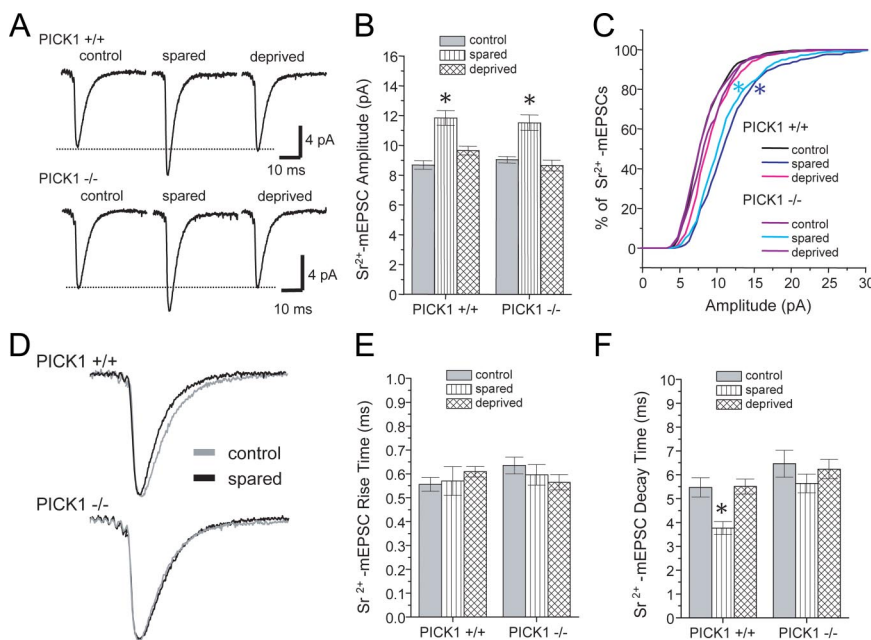 A
PICK1 +/+
control spared deprived
4 pA
10 ms
PICK1 -/-
control spared deprived
4 pA
10 ms
B
control
spared
deprived
Sr2+-mEPSC Amplitude (pA)
16
14
12
10
8
6
4
2
0
* *
PICK1 +/+ PICK1 -/-
C
% of Sr2+ -mEPSCs
100
80
60
40
20
0
* *
PICK1 +/+
control
spared
deprived
PICK1 -/-
control
spared
deprived
0 5 10 15 20 25 30
Amplitude (pA)
D
PICK1 +/+
control
spared
PICK1 -/-
E
control
spared
deprived
Sr 2+ -mEPSC Rise Time (ms)
1.0
0.9
0.8
0.7
0.6
0.5
0.4
0.3
0.2
0.1
0.0
PICK1 +/+ PICK1 -/-
F
control
spared
deprived
Sr 2+ -mEPSC Decay Time (ms)
10
9
8
7
6
5
4
3
2
1
0
*
PICK1 +/+ PICK1 -/-